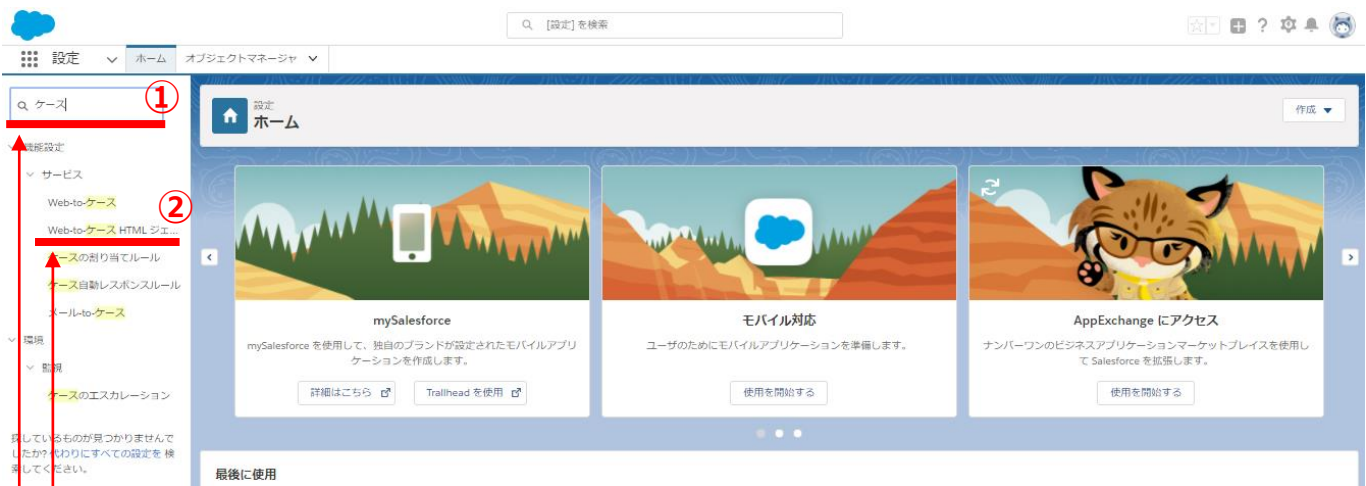 [設定] を検索
設定
ホーム
オブジェクトマネージャ
ケース
①
機能設定
サービス
Web-to-ケース
②
Web-to-ケース HTML ジェ...
ケースの割り当てルール
ケース自動レスポンスルール
メール-to-ケース
環境
監視
ケースのエスカレーション
探しているものが見つかりませんで
したか? 代わりにすべての設定を 検
索してください。
設定
ホーム
作成
mySalesforce
mySalesforce を使用して、独自のブランドが設定されたモバイルアプリ
ケーションを作成します。
詳細はこちら
Trailhead を使用
モバイル対応
ユーザのためにモバイルアプリケーションを準備します。
使用を開始する
AppExchange にアクセス
ナンバーワンのビジネスアプリケーションマーケットプレイスを使用し
て Salesforce を拡張します。
使用を開始する
最後に使用